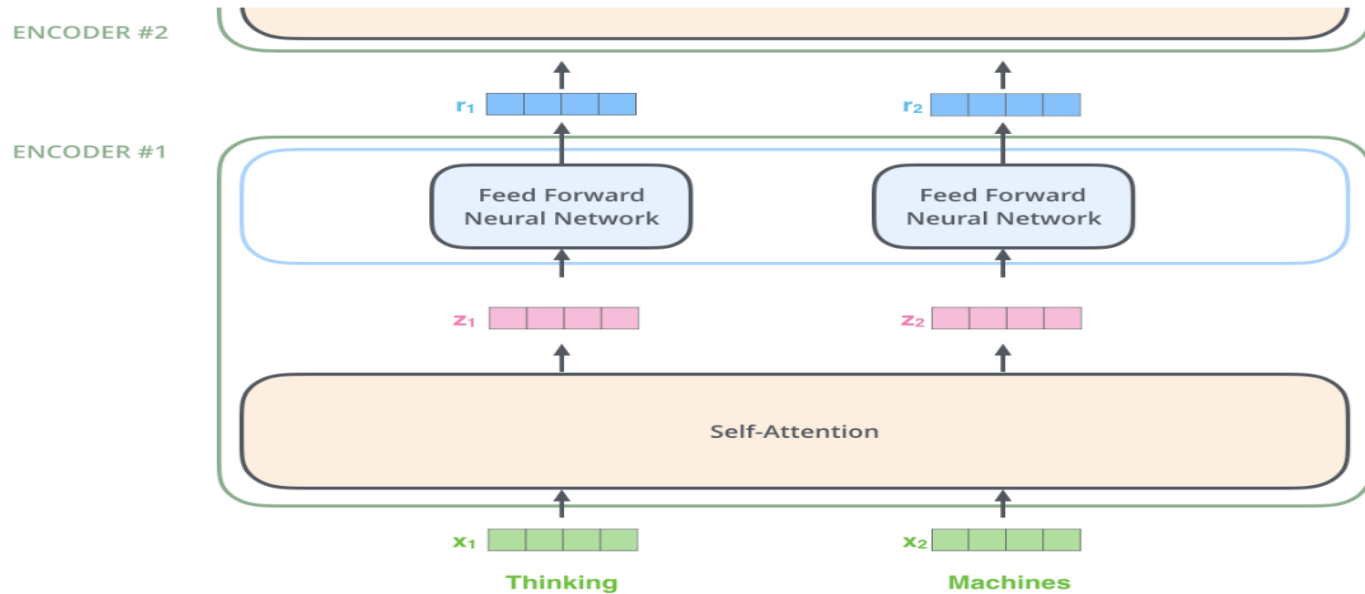 ENCODER #2
r₁
r₂
ENCODER #1
Feed Forward
Neural Network
Feed Forward
Neural Network
z₁
z₂
Self-Attention
x₁
x₂
Thinking
Machines